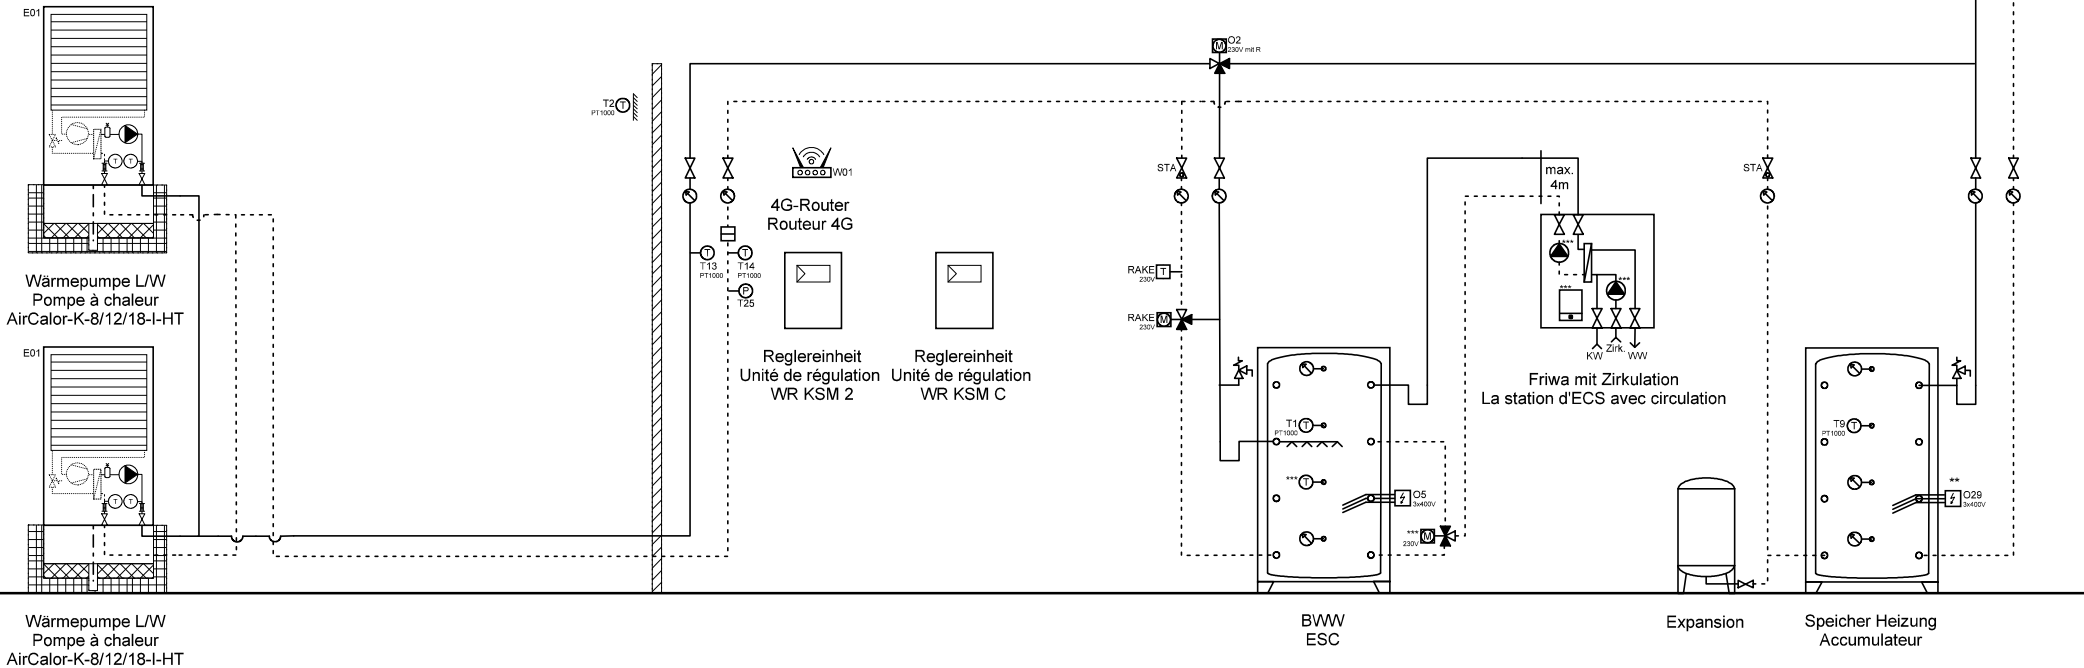 E01
Wärmepumpe L/W
Pompe à chaleur
AirCalor-K-8/12/18-I-HT
E01
Wärmepumpe L/W
Pompe à chaleur
AirCalor-K-8/12/18-I-HT
T2
T
PT1000
T
T
T
T
T
T13
PT1000
T
T14
PT1000
P
T25
W01
4G-Router
Routeur 4G
Reglereinheit
Unité de régulation
WR KSM 2
Reglereinheit
Unité de régulation
WR KSM C
M
O2
230V mit R
STA
RAKE
T
230V
RAKE
M
230V
T1
T
PT1000
***
T
O5
3x400V
***
M
230V
BWW
ESC
max.
4m
***
***
***
KW
Zirk.
WW
Friwa mit Zirkulation
La station d'ECS avec circulation
STA
Expansion
T9
T
PT1000
**
O29
3x400V
Speicher Heizung
Accumulateur